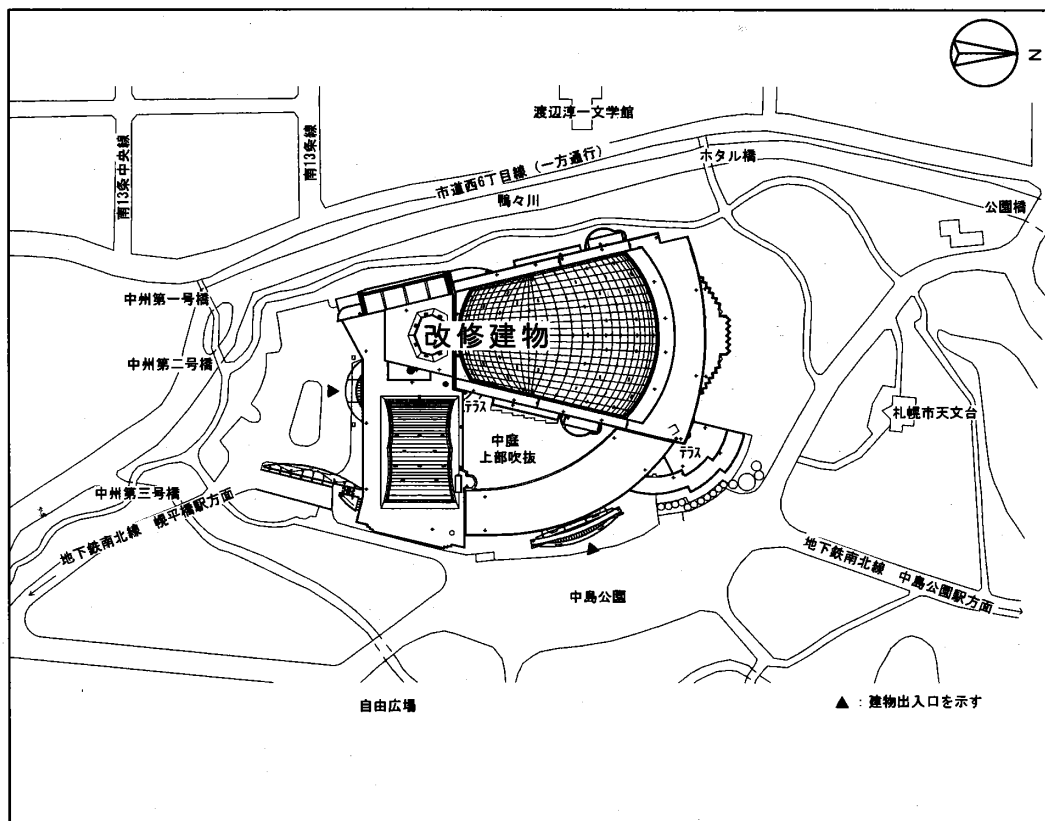 N
渡辺淳一文学館
南13条中央線
南13条線
市道西6丁目線（一方通行）
ホタル橋
鴨々川
公園橋
中州第一号橋
改修建物
中州第二号橋
テラス
札幌市天文台
中庭
上部吹抜
テラス
中州第三号橋
地下鉄南北線　幌平橋駅方面
地下鉄南北線　中島公園駅方面
中島公園
自由広場
▲ ：建物出入口を示す